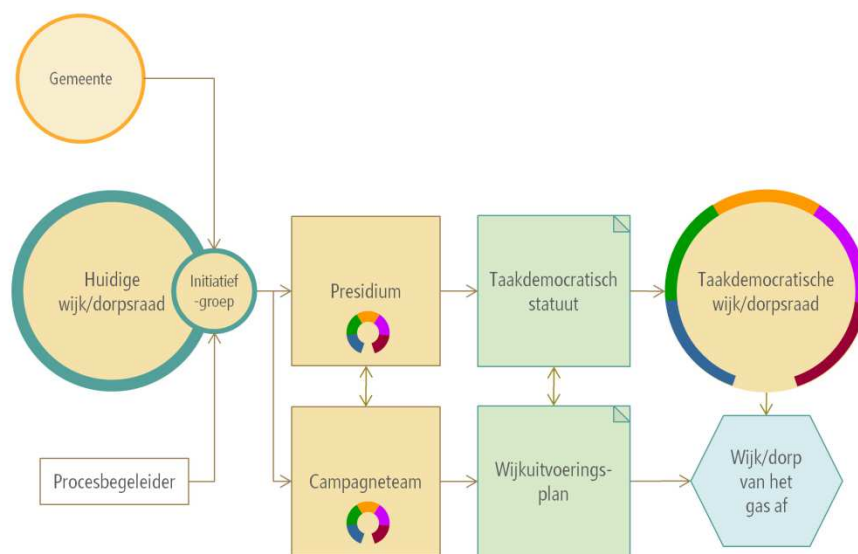 Gemeente
Huidige
wijk/dorpsraad
Initiatief
-groep
Presidium
Taakdemocratisch
statuut
Taakdemocratische
wijk/dorpsraad
Procesbegeleider
Campagneteam
Wijkuitvoerings-
plan
Wijk/dorp
van het
gas af